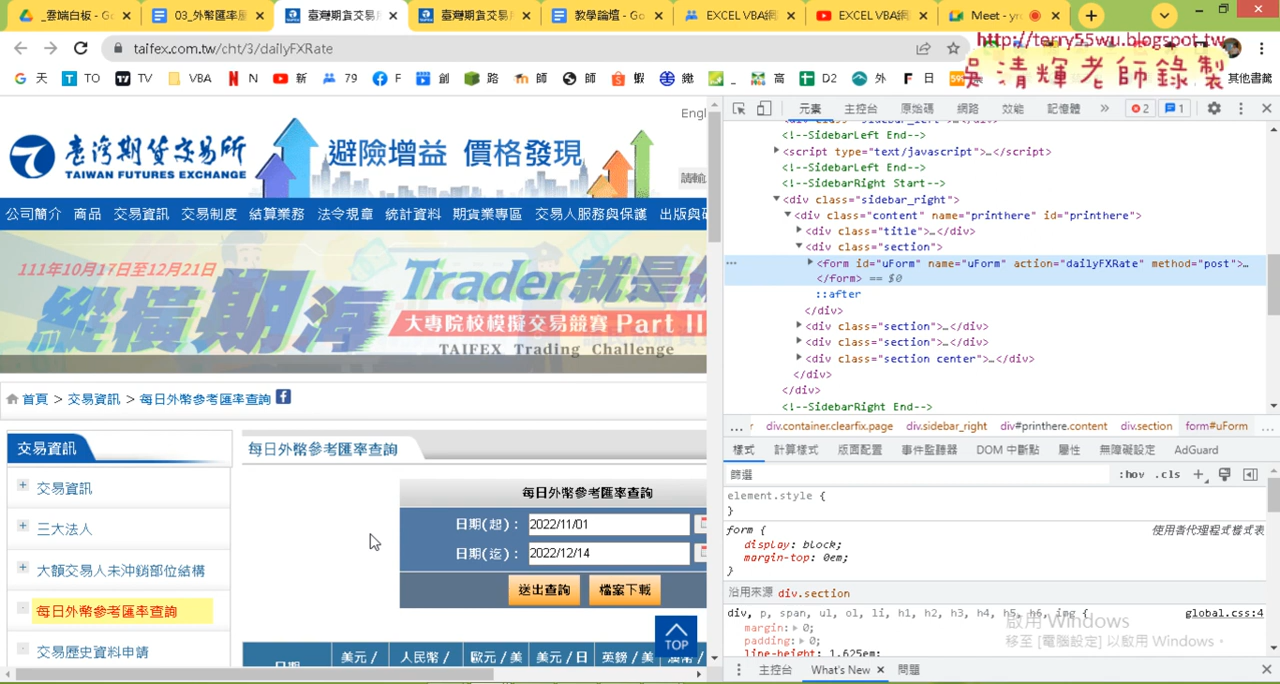 _雲端白板 - G
03_外幣匯率歷
臺灣期貨交易所
臺灣期貨交易所
教學論壇 - Go
EXCEL VBA網
EXCEL VBA網
Meet - yr
taifex.com.tw/cht/3/dailyFXRate
http://terry55wu.blogspot.tw
吳清輝老師錄製
天 TO TV VBA N 新 79 F 創 路 師 師 蝦 _ 高 D2 外 日 其他書籤
Engl
臺灣期貨交易所
TAIWAN FUTURES EXCHANGE
避險增益 價格發現
公司簡介 商品 交易資訊 交易制度 結算業務 法令規章 統計資料 期貨業專區 交易人服務與保護 出版與研
111年10月17日至12月21日
縱橫期海
Trader就是你
大專院校模擬交易競賽 Part II
TAIFEX Trading Challenge
首頁 > 交易資訊 > 每日外幣參考匯率查詢
交易資訊
交易資訊
三大法人
大額交易人未沖銷部位結構
每日外幣參考匯率查詢
交易歷史資料申請
每日外幣參考匯率查詢
每日外幣參考匯率查詢
日期(起)： 2022/11/01
日期(迄)： 2022/12/14
送出查詢 檔案下載
TOP
日期 美元 / 人民幣 / 歐元 / 美 美元 / 日 英鎊 / 美
元素 主控台 原始碼 網路 效能 記憶體 » 2 1
<!--SidebarLeft End-->
<script type="text/javascript">…</script>
<!--SidebarLeft End-->
<!--SidebarRight Start-->
<div class="sidebar_right">
<div class="content" name="printhere" id="printhere">
<div class="title">…</div>
<div class="section">
<form id="uForm" name="uForm" action="dailyFXRate" method="post">…
</form> == $0
::after
</div>
<div class="section">…</div>
<div class="section">…</div>
<div class="section center">…</div>
</div>
</div>
<!--SidebarRight End-->
… r div.container.clearfix.page div.sidebar_right div#printhere.content div.section form#uForm …
樣式 計算樣式 版面配置 事件監聽器 DOM 中斷點 屬性 無障礙設定 AdGuard
篩選 :hov .cls +
element.style {
}
form { 使用者代理程式樣式表
display: block;
margin-top: 0em;
}
沿用來源 div.section
div, p, span, ul, ol, li, h1, h2, h3, h4, h5, h6, img { global.css:4
margin: 0;
padding: 0;
line-height: 1.625em;
啟用 Windows
移至 [電腦設定] 以啟用 Windows。
主控台 What's New × 問題